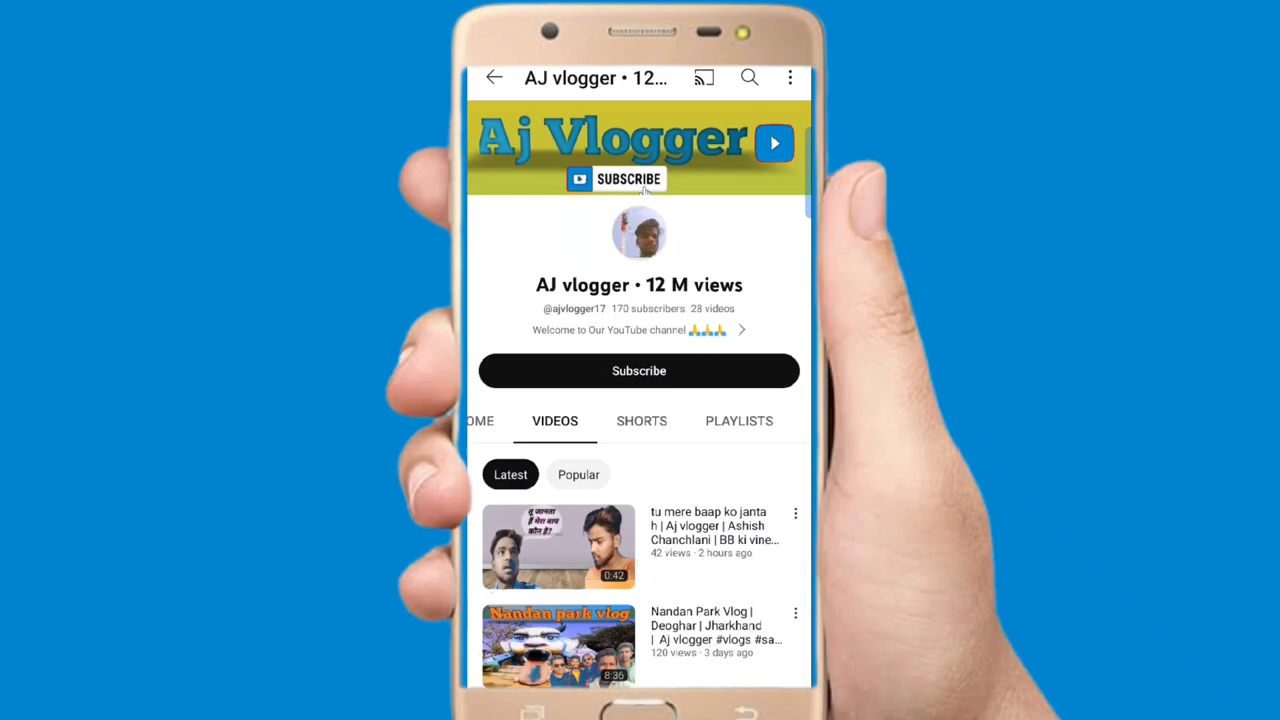 AJ vlogger • 12...
Aj Vlogger
SUBSCRIBE
AJ vlogger • 12 M views
@ajvlogger17 170 subscribers 28 videos
Welcome to Our YouTube channel 🙏🙏🙏
Subscribe
OME VIDEOS SHORTS PLAYLISTS
Latest Popular
तू जानता
है मेरा बाप
कौन है?
0:42
tu mere baap ko janta
h | Aj vlogger | Ashish
Chanchlani | BB ki vine...
42 views · 2 hours ago
Nandan park vlog
8:36
Nandan Park Vlog |
Deoghar | Jharkhand
| Aj vlogger #vlogs #sa...
120 views · 3 days ago